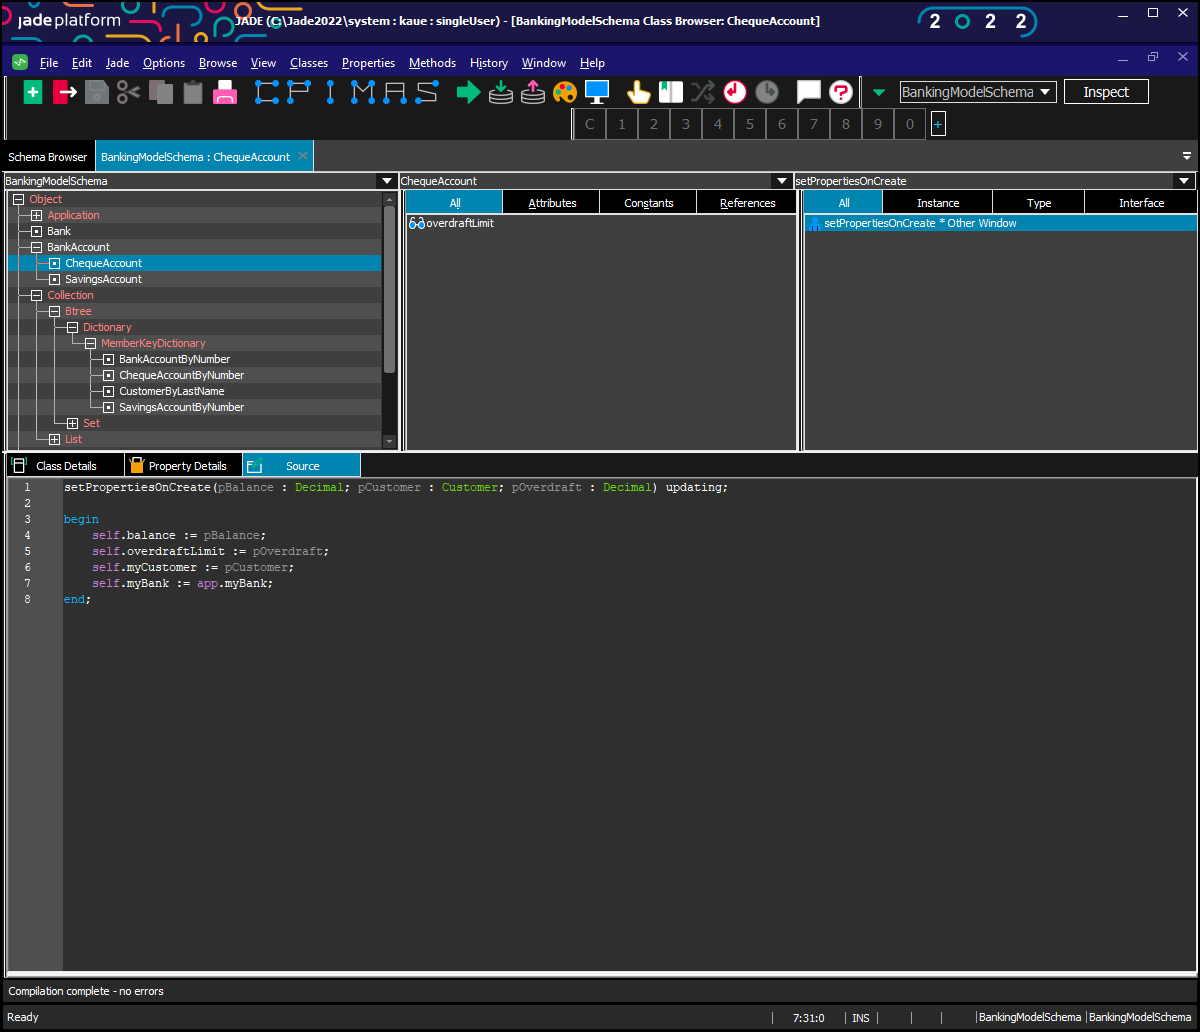 jade platform
JADE (C:\Jade2022\system : kaue : singleUser) - [BankingModelSchema Class Browser: ChequeAccount]
2 0 2 2
File Edit Jade Options Browse View Classes Properties Methods History Window Help
BankingModelSchema Inspect
C 1 2 3 4 5 6 7 8 9 0 +
Schema Browser BankingModelSchema : ChequeAccount
BankingModelSchema ChequeAccount setPropertiesOnCreate
All Attributes Constants References All Instance Type Interface
Object
Application
Bank
BankAccount
ChequeAccount
SavingsAccount
Collection
Btree
Dictionary
MemberKeyDictionary
BankAccountByNumber
ChequeAccountByNumber
CustomerByLastName
SavingsAccountByNumber
Set
List
overdraftLimit
setPropertiesOnCreate * Other Window
Class Details Property Details Source
1 setPropertiesOnCreate(pBalance : Decimal; pCustomer : Customer; pOverdraft : Decimal) updating;
2
3 begin
4 self.balance := pBalance;
5 self.overdraftLimit := pOverdraft;
6 self.myCustomer := pCustomer;
7 self.myBank := app.myBank;
8 end;
Compilation complete - no errors
Ready 7:31:0 INS BankingModelSchema BankingModelSchema